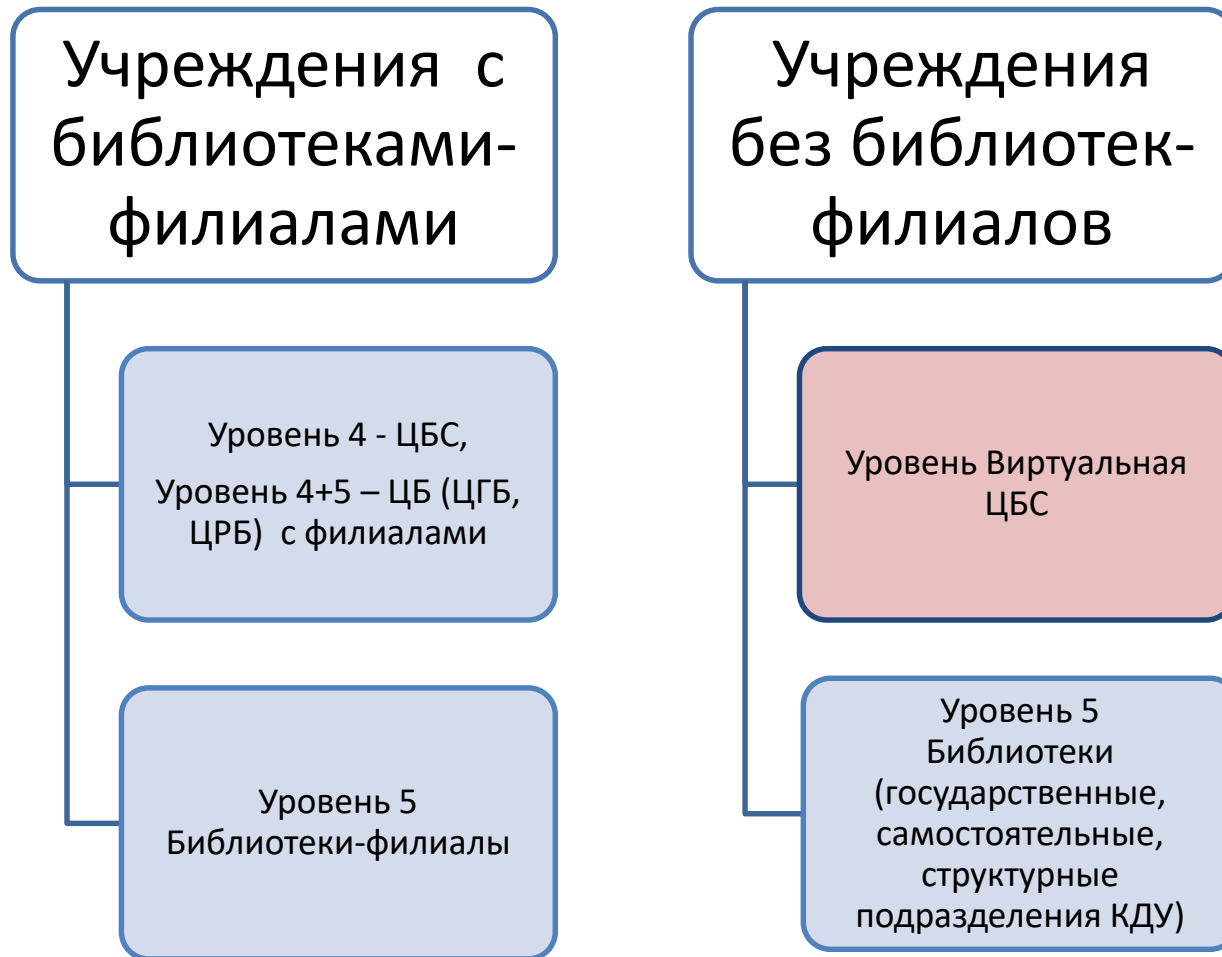 Учреждения с
библиотеками-
филиалами
Уровень 4 - ЦБС,
Уровень 4+5 – ЦБ (ЦГБ,
ЦРБ) с филиалами
Уровень 5
Библиотеки-филиалы
Учреждения
без библиотек-
филиалов
Уровень Виртуальная
ЦБС
Уровень 5
Библиотеки
(государственные,
самостоятельные,
структурные
подразделения КДУ)